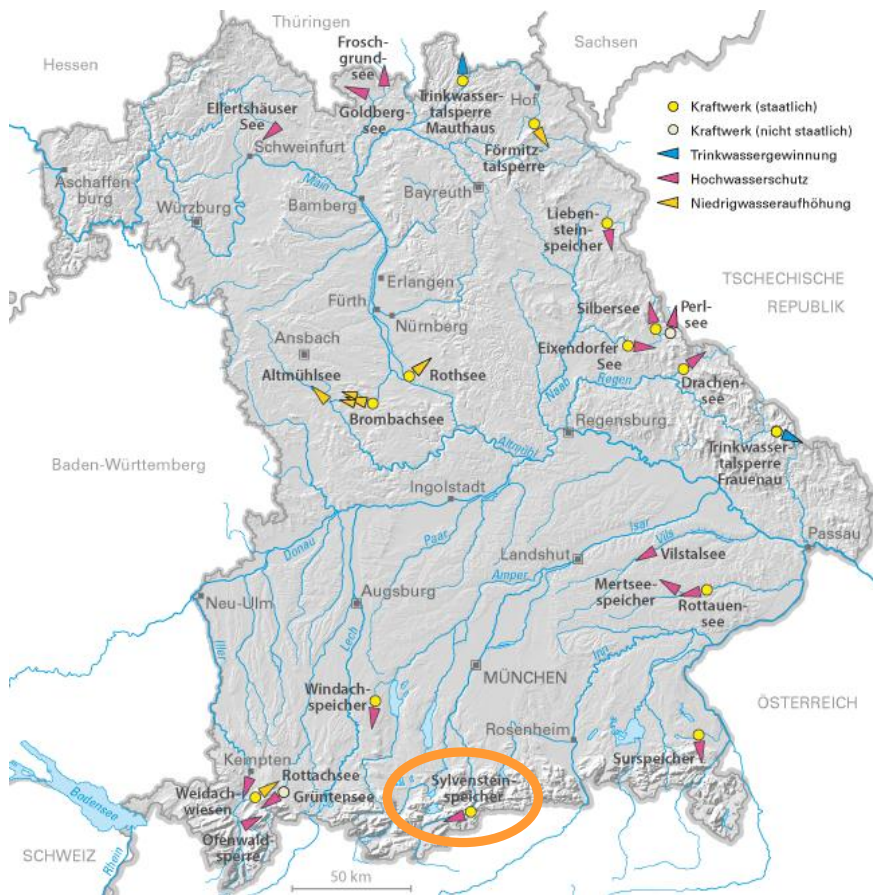 Thüringen
Sachsen
Hessen
Frosch-
grund-
see
Goldberg-
see
Trinkwasser-
talsperre
Mauthaus
Hof
Förmitz-
talsperre
Ellertshäuser
See
Schweinfurt
Main
Aschaffen-
burg
Würzburg
Bamberg
Bayreuth
Kraftwerk (staatlich)
Kraftwerk (nicht staatlich)
Trinkwassergewinnung
Hochwasserschutz
Niedrigwasseraufhöhung
Lieben-
stein-
speicher
TSCHECHISCHE
REPUBLIK
Erlangen
Fürth
Nürnberg
Silbersee
Perl-
see
Eixendorfer
See
Drachen-
see
Ansbach
Altmühlsee
Rothsee
Brombachsee
Naab
Regen
Regensburg
Trinkwasser-
talsperre
Frauenau
Baden-Württemberg
Altmühl
Ingolstadt
Donau
Paar
Landshut
Isar
Vils
Passau
Amper
Vilstalsee
Mertsee-
speicher
Rottauen-
see
Neu-Ulm
Augsburg
Iller
Lech
MÜNCHEN
Inn
Windach-
speicher
Rosenheim
ÖSTERREICH
Surspeicher
Kempten
Rottachsee
Weidach-
wiesen
Grüntensee
Ofenwald-
sperre
Sylvenstein-
speicher
Bodensee
Rhein
SCHWEIZ
50 km